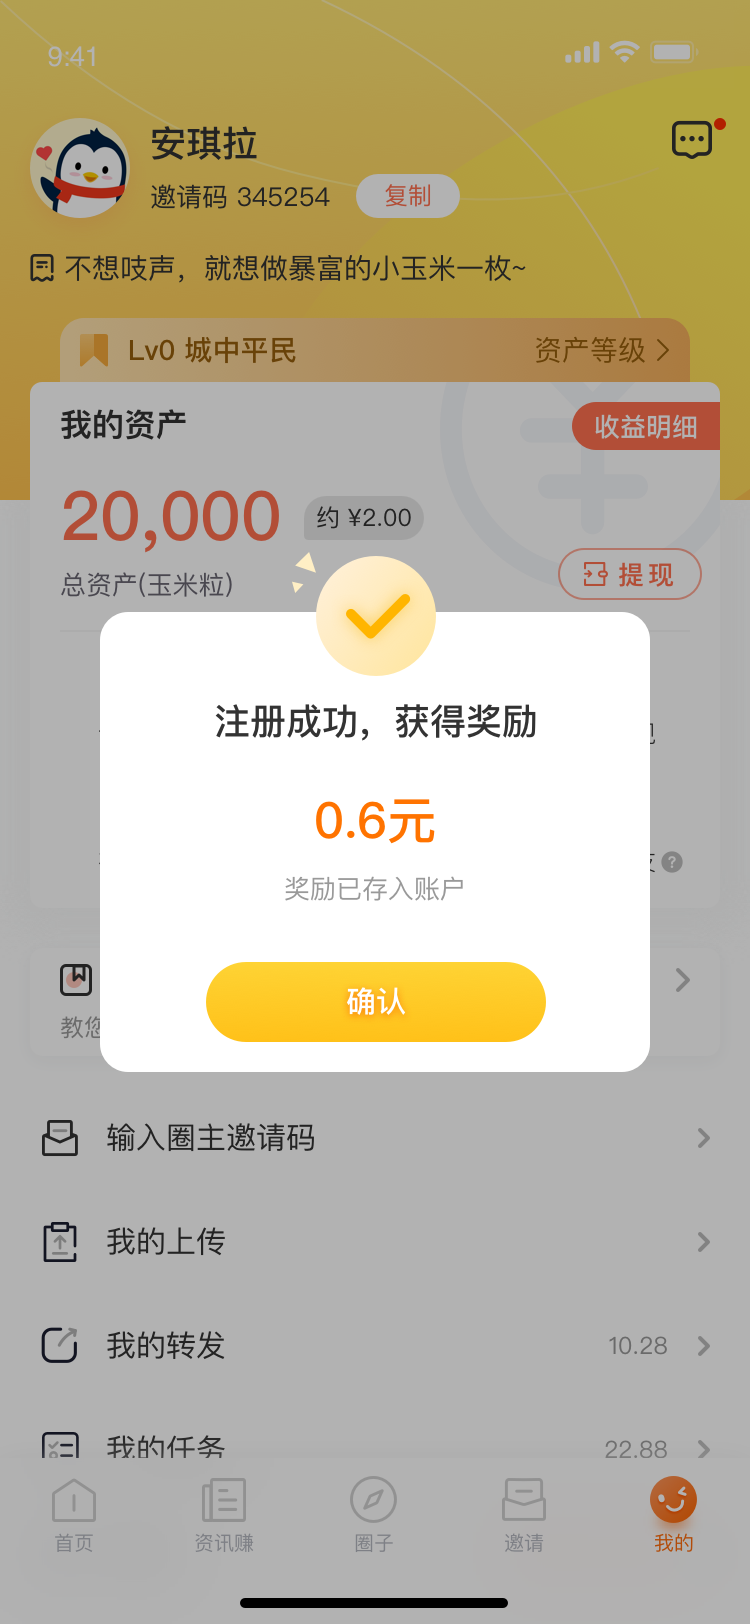 9:41
安琪拉
邀请码 345254
复制
不想吱声，就想做暴富的小玉米一枚~
Lv0 城中平民
资产等级
我的资产
收益明细
20,000
约 ¥2.00
总资产(玉米粒)
提现
注册成功，获得奖励
0.6元
奖励已存入账户
?
确认
教您
输入圈主邀请码
我的上传
我的转发
10.28
我的任务
22.88
首页
资讯赚
圈子
邀请
我的